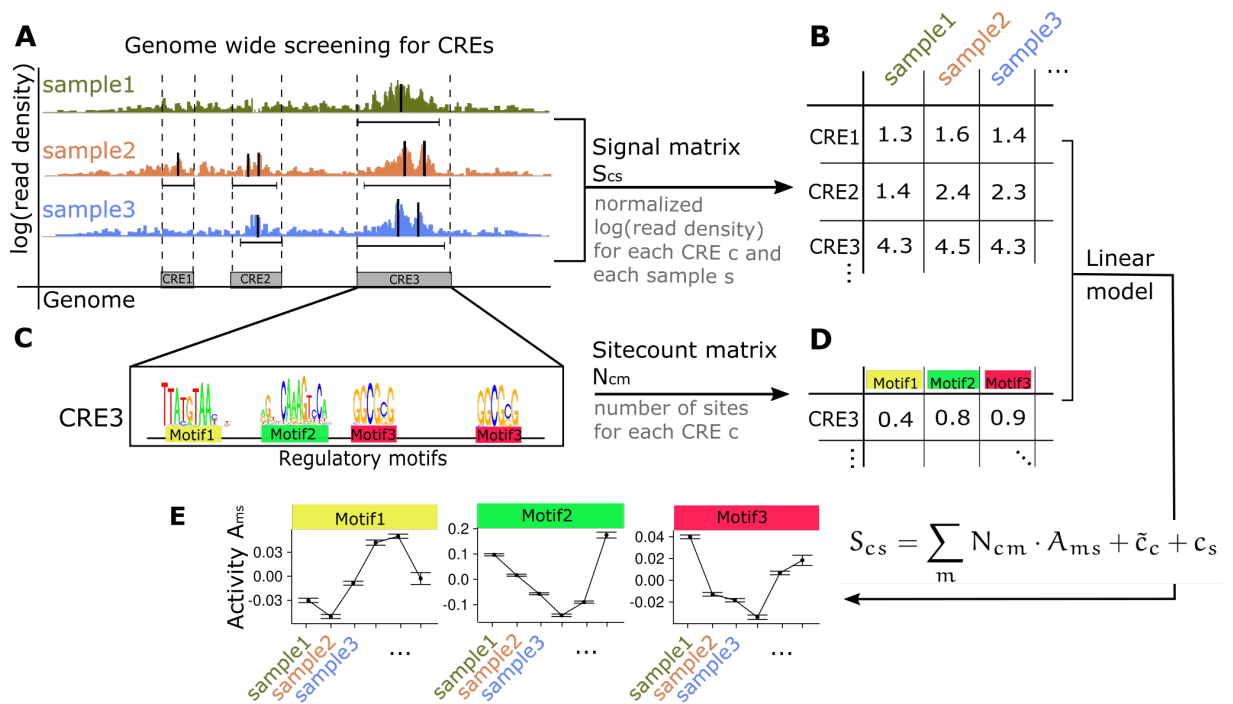 A
Genome wide screening for CREs
log(read density)
sample1
sample2
sample3
CRE1 CRE2 CRE3
Genome
Signal matrix
Scs
normalized
log(read density)
for each CRE c and
each sample s
B
sample1 sample2 sample3 ...
CRE1 1.3 1.6 1.4
CRE2 1.4 2.4 2.3
CRE3 4.3 4.5 4.3
⋮
Linear
model
C
CRE3
Motif1 Motif2 Motif3 Motif3
Regulatory motifs
Sitecount matrix
Ncm
number of sites
for each CRE c
D
Motif1 Motif2 Motif3
CRE3 0.4 0.8 0.9
⋮ ⋱
E
Activity Ams
Motif1
0.03
0.00
-0.03
sample1 sample2 sample3 ...
Motif2
0.2
0.1
0.0
-0.1
sample1 sample2 sample3 ...
Motif3
0.04
0.02
0.00
-0.02
sample1 sample2 sample3 ...
Scs = ∑m Ncm · Ams + c̃c + cs